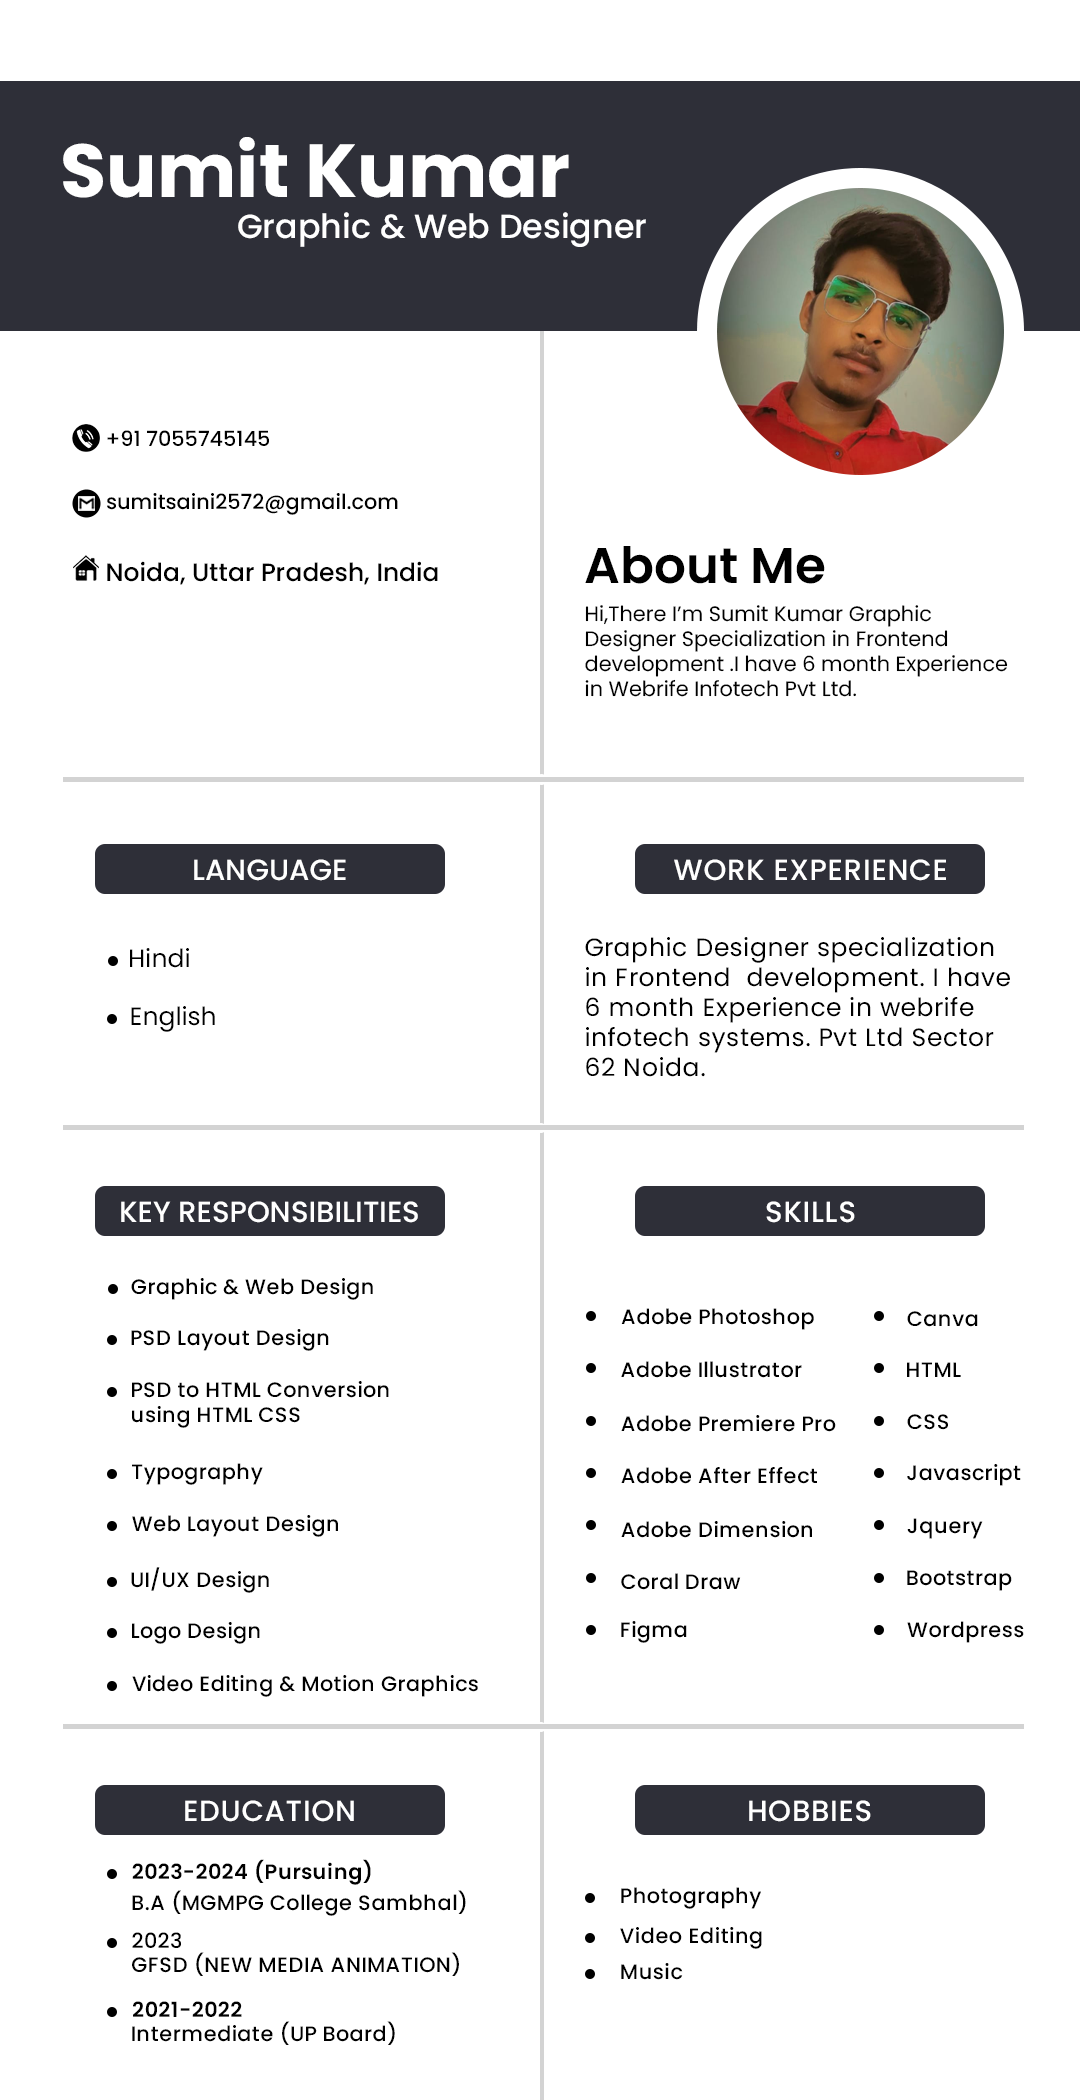 Sumit Kumar
Graphic & Web Designer
+91 7055745145
sumitsaini2572@gmail.com
Noida, Uttar Pradesh, India
About Me
Hi,There I'm Sumit Kumar Graphic
Designer Specialization in Frontend
development .I have 6 month Experience
in Webrife Infotech Pvt Ltd.
LANGUAGE
Hindi
English
WORK EXPERIENCE
Graphic Designer specialization
in Frontend  development. I have
6 month Experience in webrife
infotech systems. Pvt Ltd Sector
62 Noida.
KEY RESPONSIBILITIES
Graphic & Web Design
PSD Layout Design
PSD to HTML Conversion
using HTML CSS
Typography
Web Layout Design
UI/UX Design
Logo Design
Video Editing & Motion Graphics
SKILLS
Adobe Photoshop
Adobe Illustrator
Adobe Premiere Pro
Adobe After Effect
Adobe Dimension
Coral Draw
Figma
Canva
HTML
CSS
Javascript
Jquery
Bootstrap
Wordpress
EDUCATION
2023-2024 (Pursuing)
B.A (MGMPG College Sambhal)
2023
GFSD (NEW MEDIA ANIMATION)
2021-2022
Intermediate (UP Board)
HOBBIES
Photography
Video Editing
Music